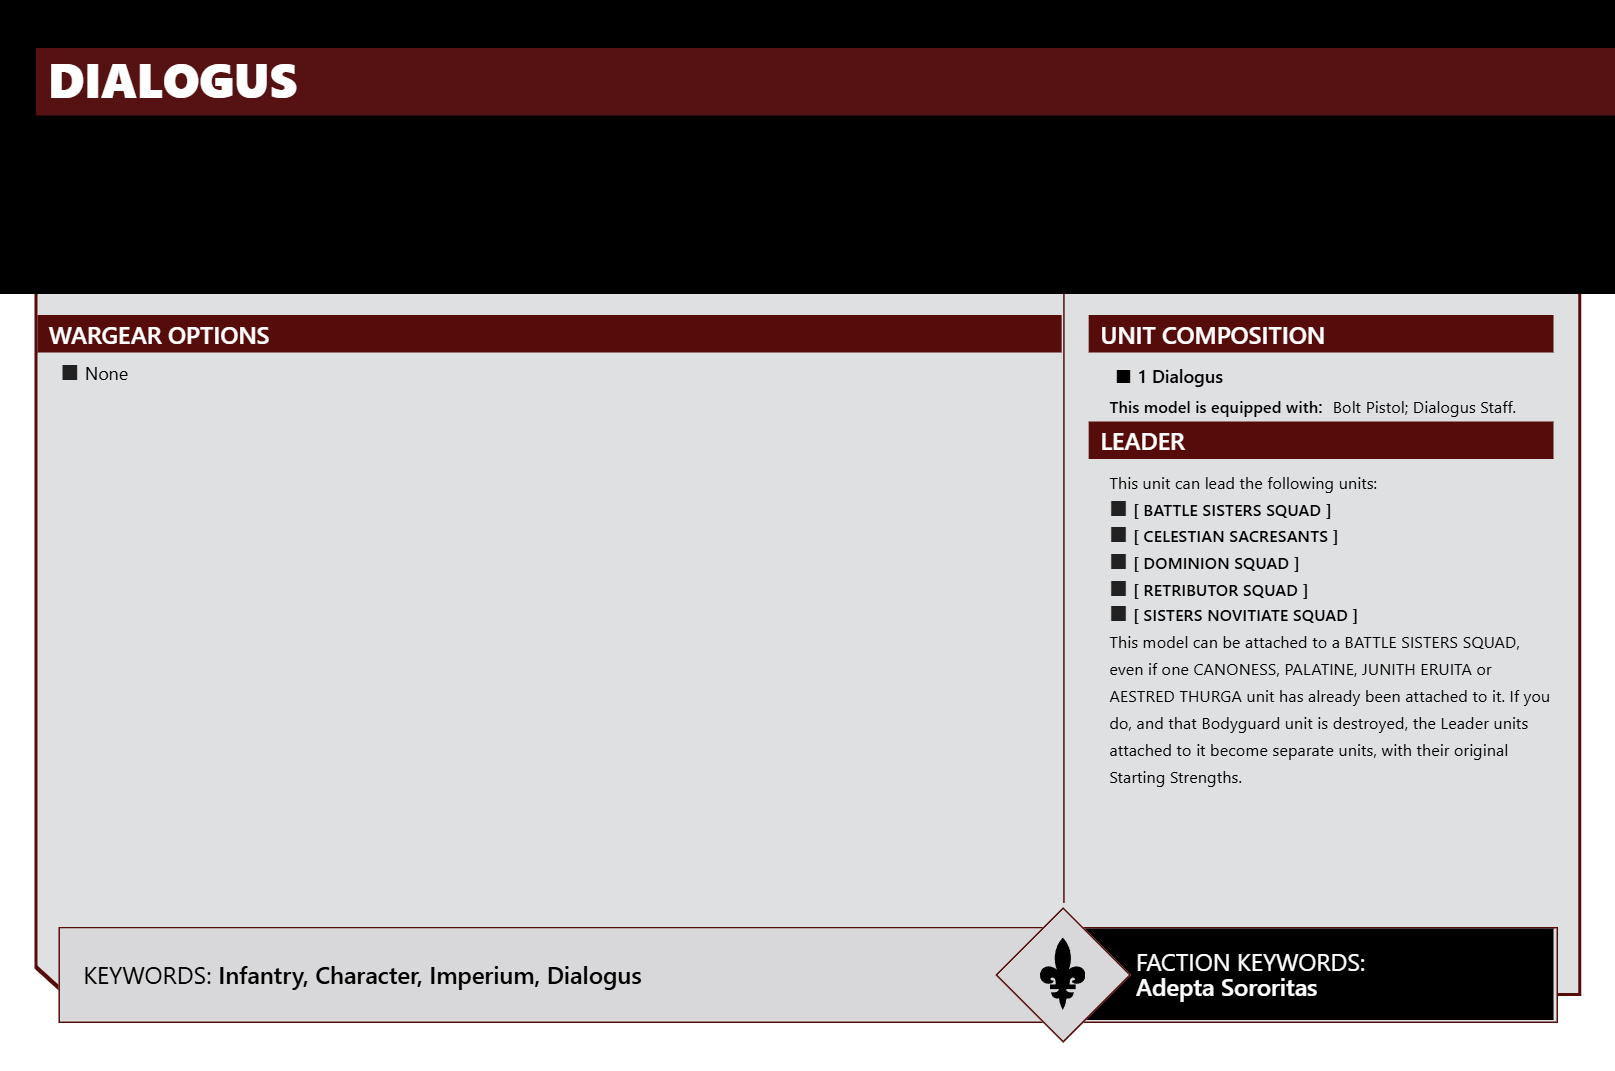 DIALOGUS
WARGEAR OPTIONS
■ None
UNIT COMPOSITION
■ 1 Dialogus
This model is equipped with: Bolt Pistol; Dialogus Staff.
LEADER
This unit can lead the following units:
■ [ BATTLE SISTERS SQUAD ]
■ [ CELESTIAN SACRESANTS ]
■ [ DOMINION SQUAD ]
■ [ RETRIBUTOR SQUAD ]
■ [ SISTERS NOVITIATE SQUAD ]
This model can be attached to a BATTLE SISTERS SQUAD,
even if one CANONESS, PALATINE, JUNITH ERUITA or
AESTRED THURGA unit has already been attached to it. If you
do, and that Bodyguard unit is destroyed, the Leader units
attached to it become separate units, with their original
Starting Strengths.
KEYWORDS: Infantry, Character, Imperium, Dialogus
FACTION KEYWORDS:
Adepta Sororitas